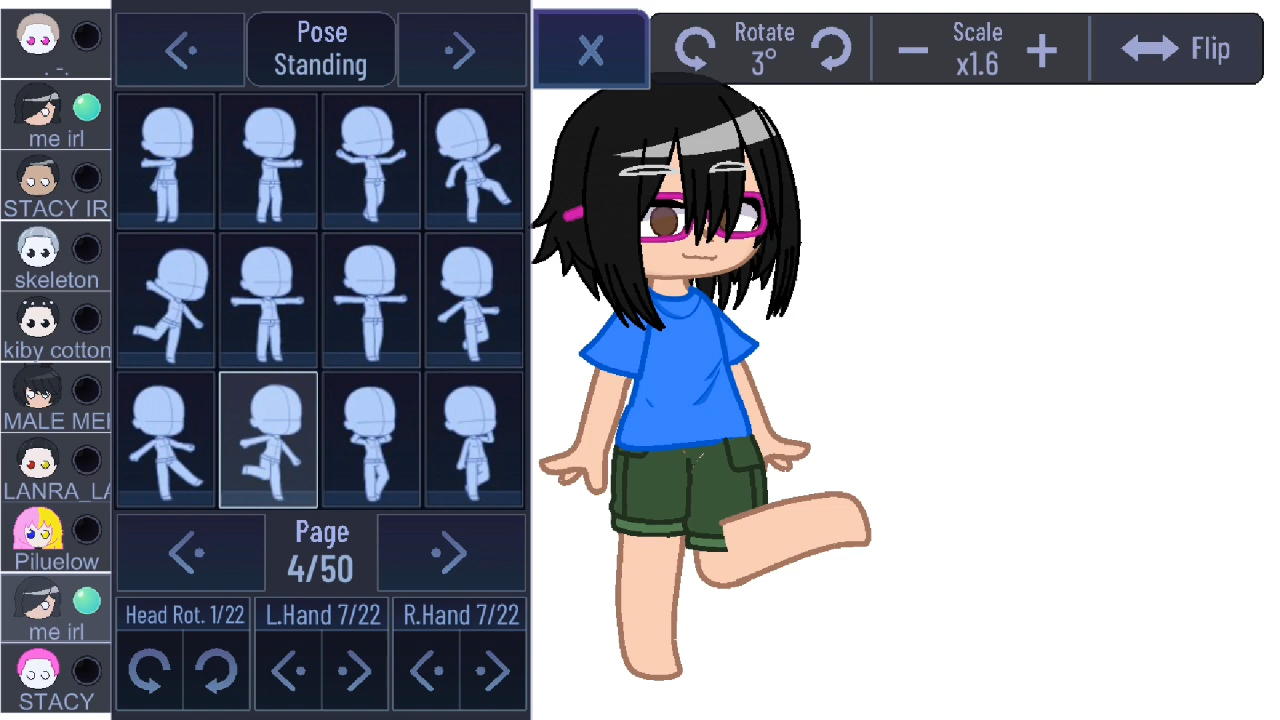 . -.
me irl
STACY IR
skeleton
kiby cotton
MALE MEI
LANRA_LA
Piluelow
me irl
STACY
Pose
Standing
X
Rotate
3°
Scale
x1.6
Flip
Page
4/50
Head Rot. 1/22
L.Hand 7/22
R.Hand 7/22